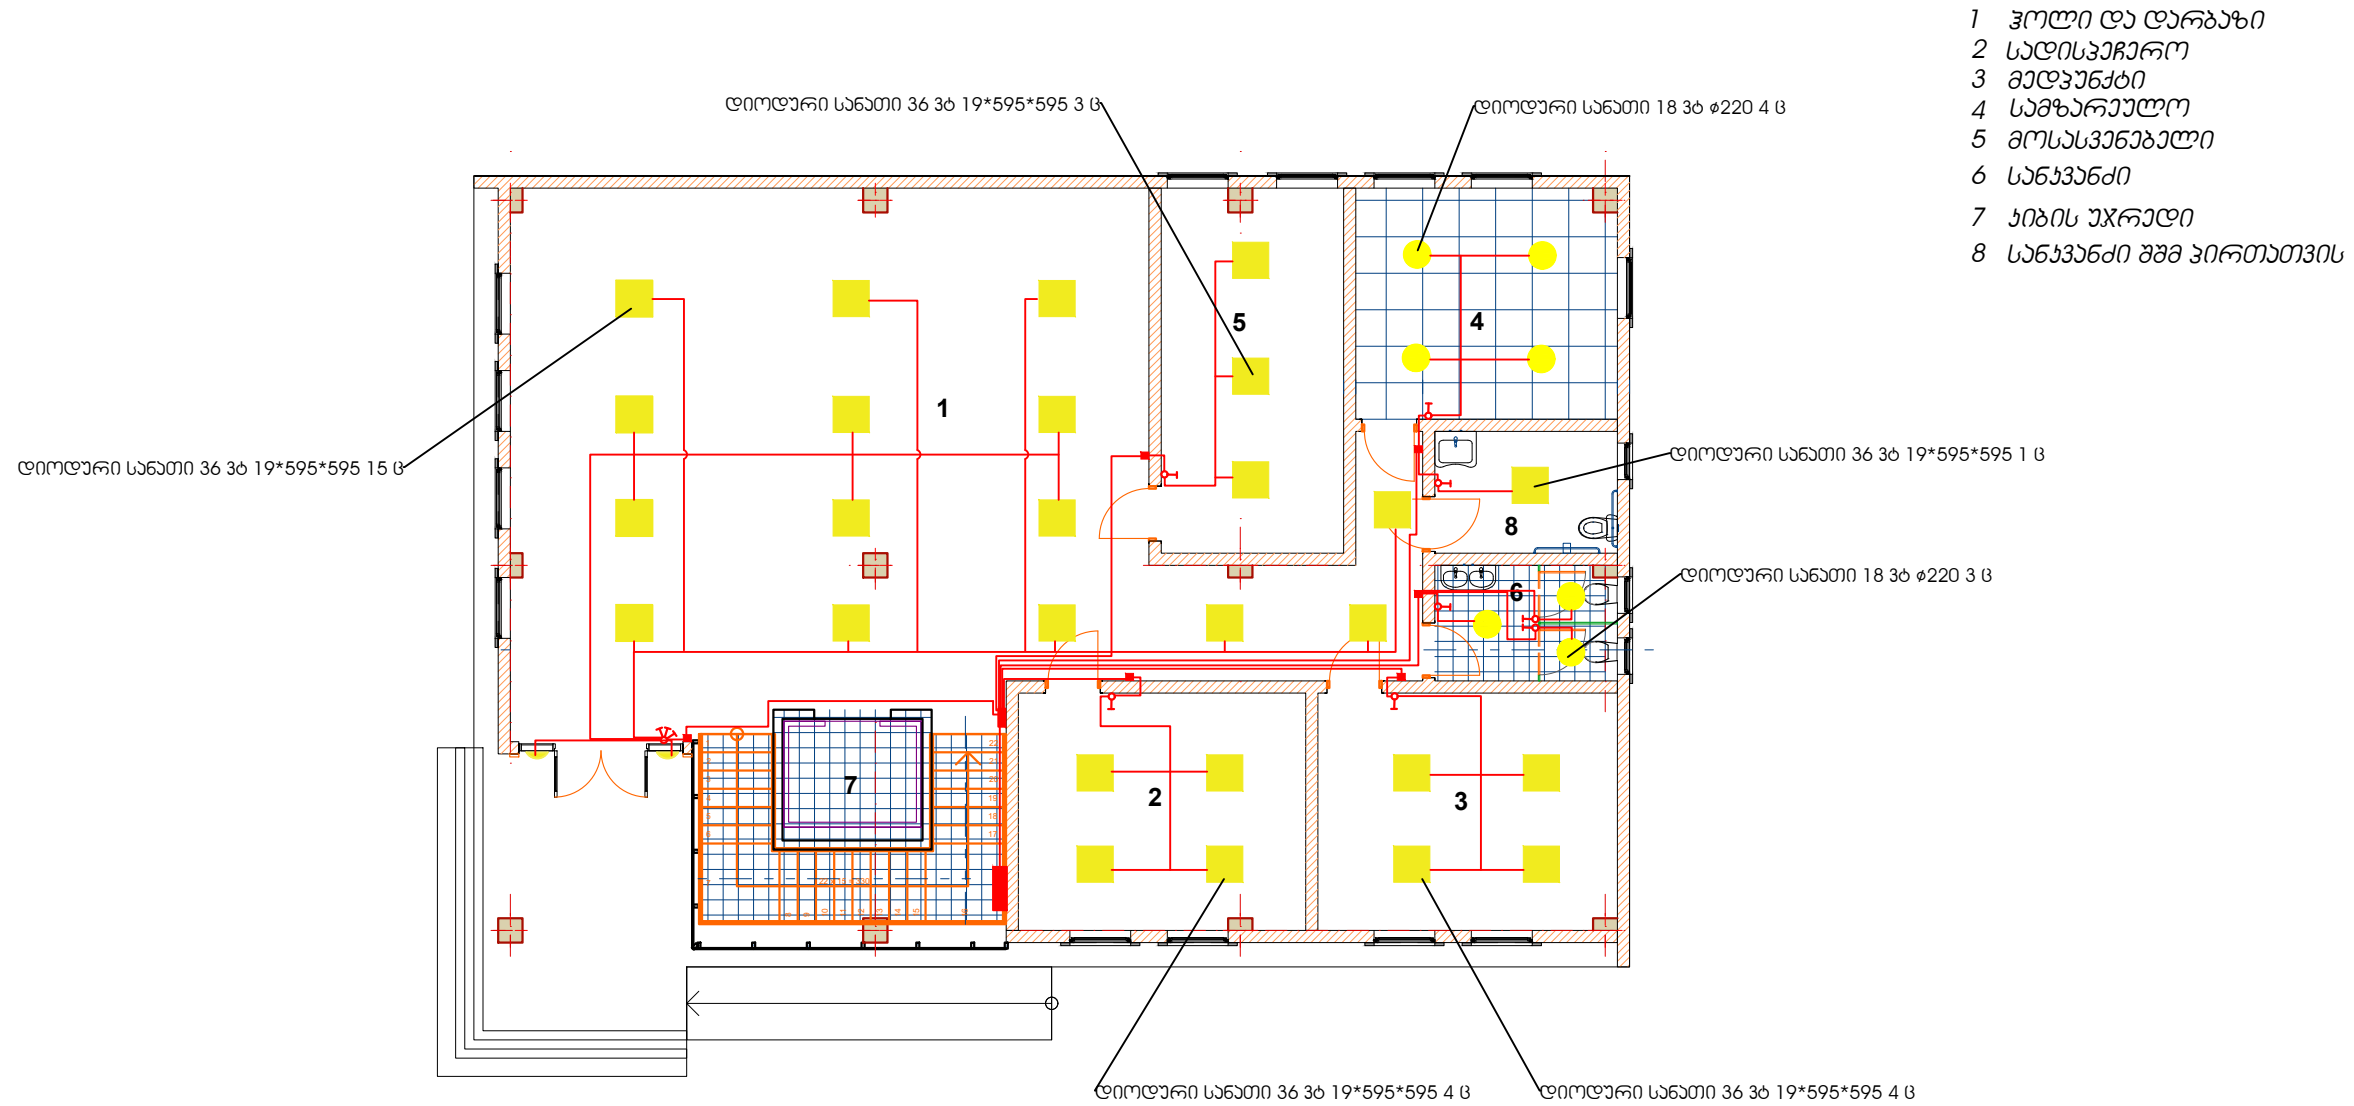 1 ჰოლი და დარბაზი
2 სადისპეჩერო
3 მედპუნქტი
4 სამზარეულო
5 მოსასვენებელი
6 სანკვანძი
7 კიბის უჯრედი
8 სანკვანძი შშმ პირთათვის
დიოდური სანათი 36 ვტ 19*595*595 3 ც
დიოდური სანათი 18 ვტ ⌀220 4 ც
5
4
1
დიოდური სანათი 36 ვტ 19*595*595 15 ც
დიოდური სანათი 36 ვტ 19*595*595 1 ც
8
დიოდური სანათი 18 ვტ ⌀220 3 ც
6
7
2
3
დიოდური სანათი 36 ვტ 19*595*595 4 ც
დიოდური სანათი 36 ვტ 19*595*595 4 ც